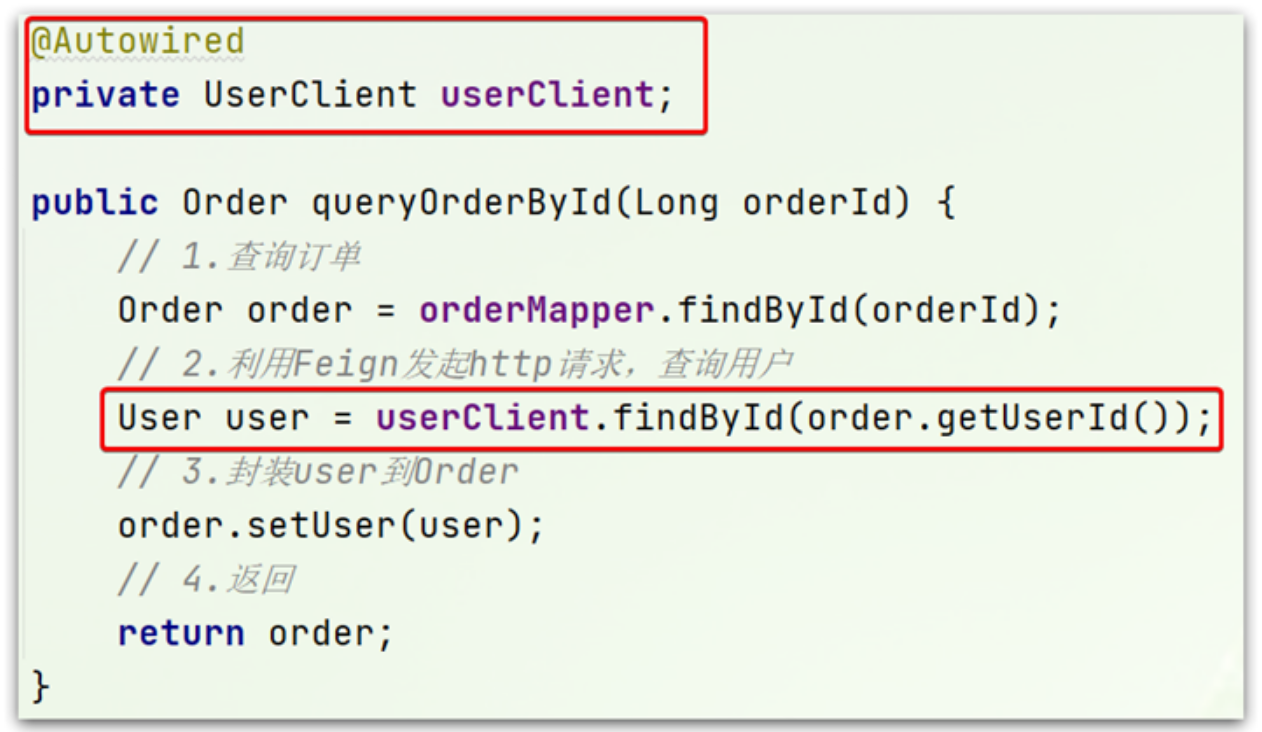 @Autowired
private UserClient userClient;
public Order queryOrderById(Long orderId) {
// 1.查询订单
Order order = orderMapper.findById(orderId);
// 2.利用Feign发起http请求，查询用户
User user = userClient.findById(order.getUserId());
// 3.封装user到Order
order.setUser(user);
// 4.返回
return order;
}